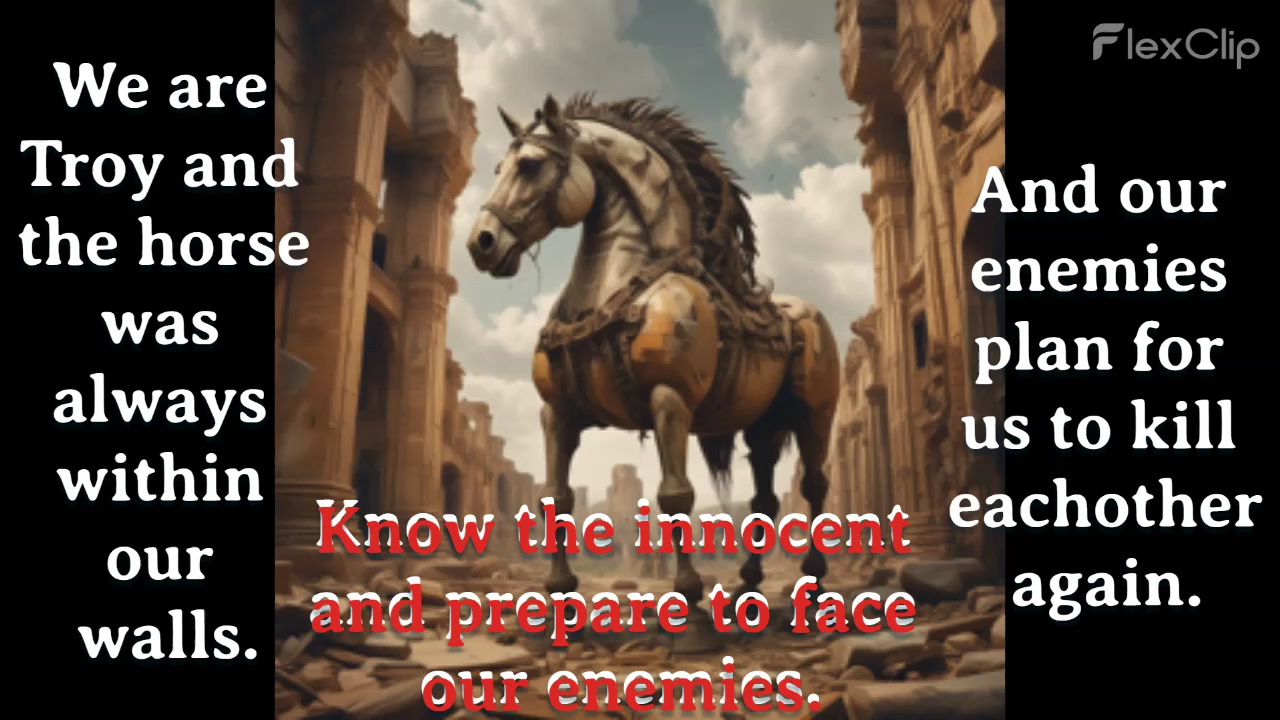 We are
Troy and
the horse
was
always
within
our
walls.
FlexClip
And our
enemies
plan for
us to kill
eachother
again.
Know the innocent
and prepare to face
our enemies.